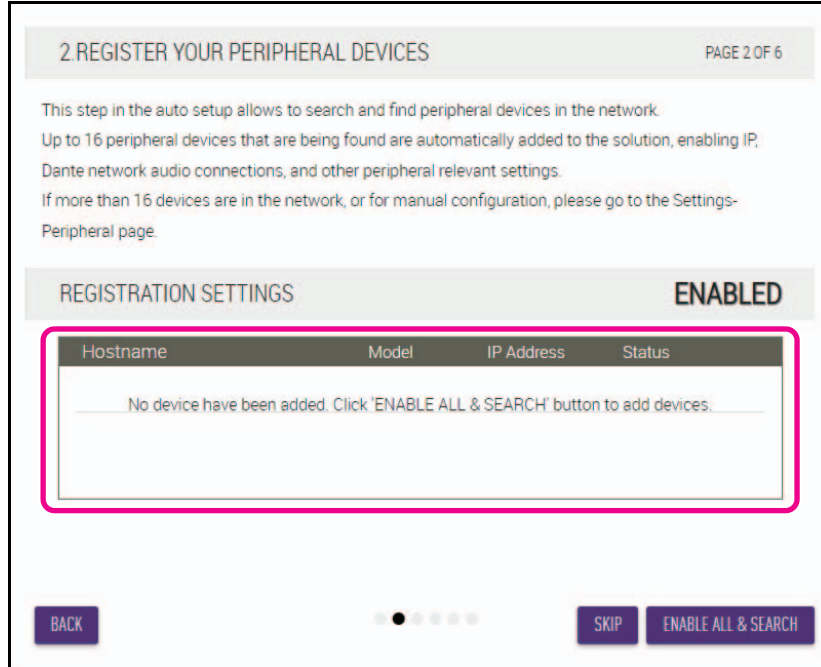 2.REGISTER YOUR PERIPHERAL DEVICES PAGE 2 OF 6
This step in the auto setup allows to search and find peripheral devices in the network.
Up to 16 peripheral devices that are being found are automatically added to the solution, enabling IP,
Dante network audio connections, and other peripheral relevant settings.
If more than 16 devices are in the network, or for manual configuration, please go to the Settings-
Peripheral page.
REGISTRATION SETTINGS ENABLED
Hostname Model IP Address Status
No device have been added. Click 'ENABLE ALL & SEARCH' button to add devices.
BACK SKIP ENABLE ALL & SEARCH